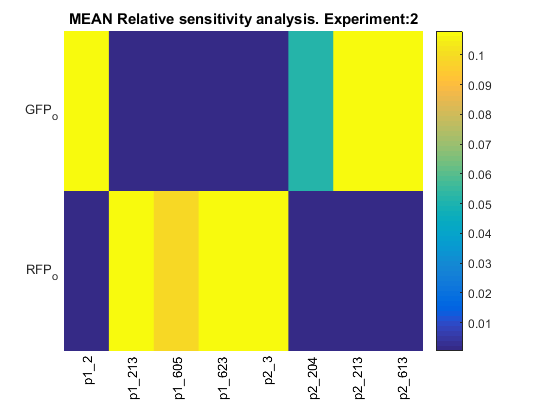 MEAN Relative sensitivity analysis. Experiment:2
GFPo
RFPo
p1_2
p1_213
p1_605
p1_623
p2_3
p2_204
p2_213
p2_613
0.1
0.09
0.08
0.07
0.06
0.05
0.04
0.03
0.02
0.01